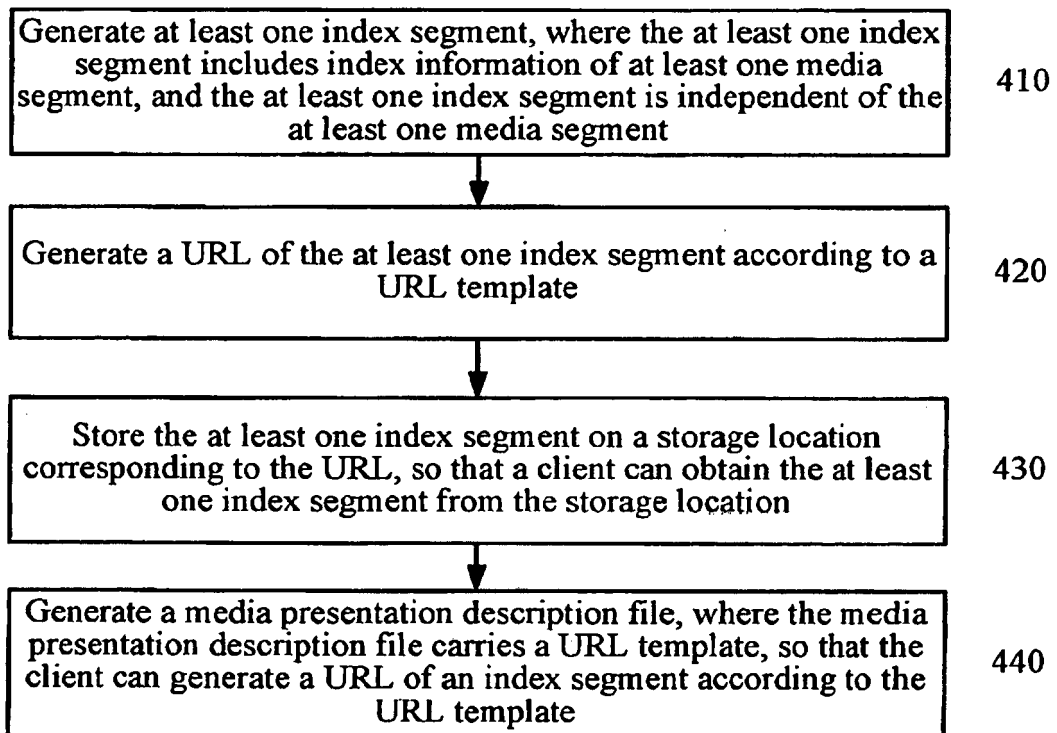 Generate at least one index segment, where the at least one index
segment includes index information of at least one media
segment, and the at least one index segment is independent of the
at least one media segment
410
Generate a URL of the at least one index segment according to a
URL template
420
Store the at least one index segment on a storage location
corresponding to the URL, so that a client can obtain the at least
one index segment from the storage location
430
Generate a media presentation description file, where the media
presentation description file carries a URL template, so that the
client can generate a URL of an index segment according to the
URL template
440